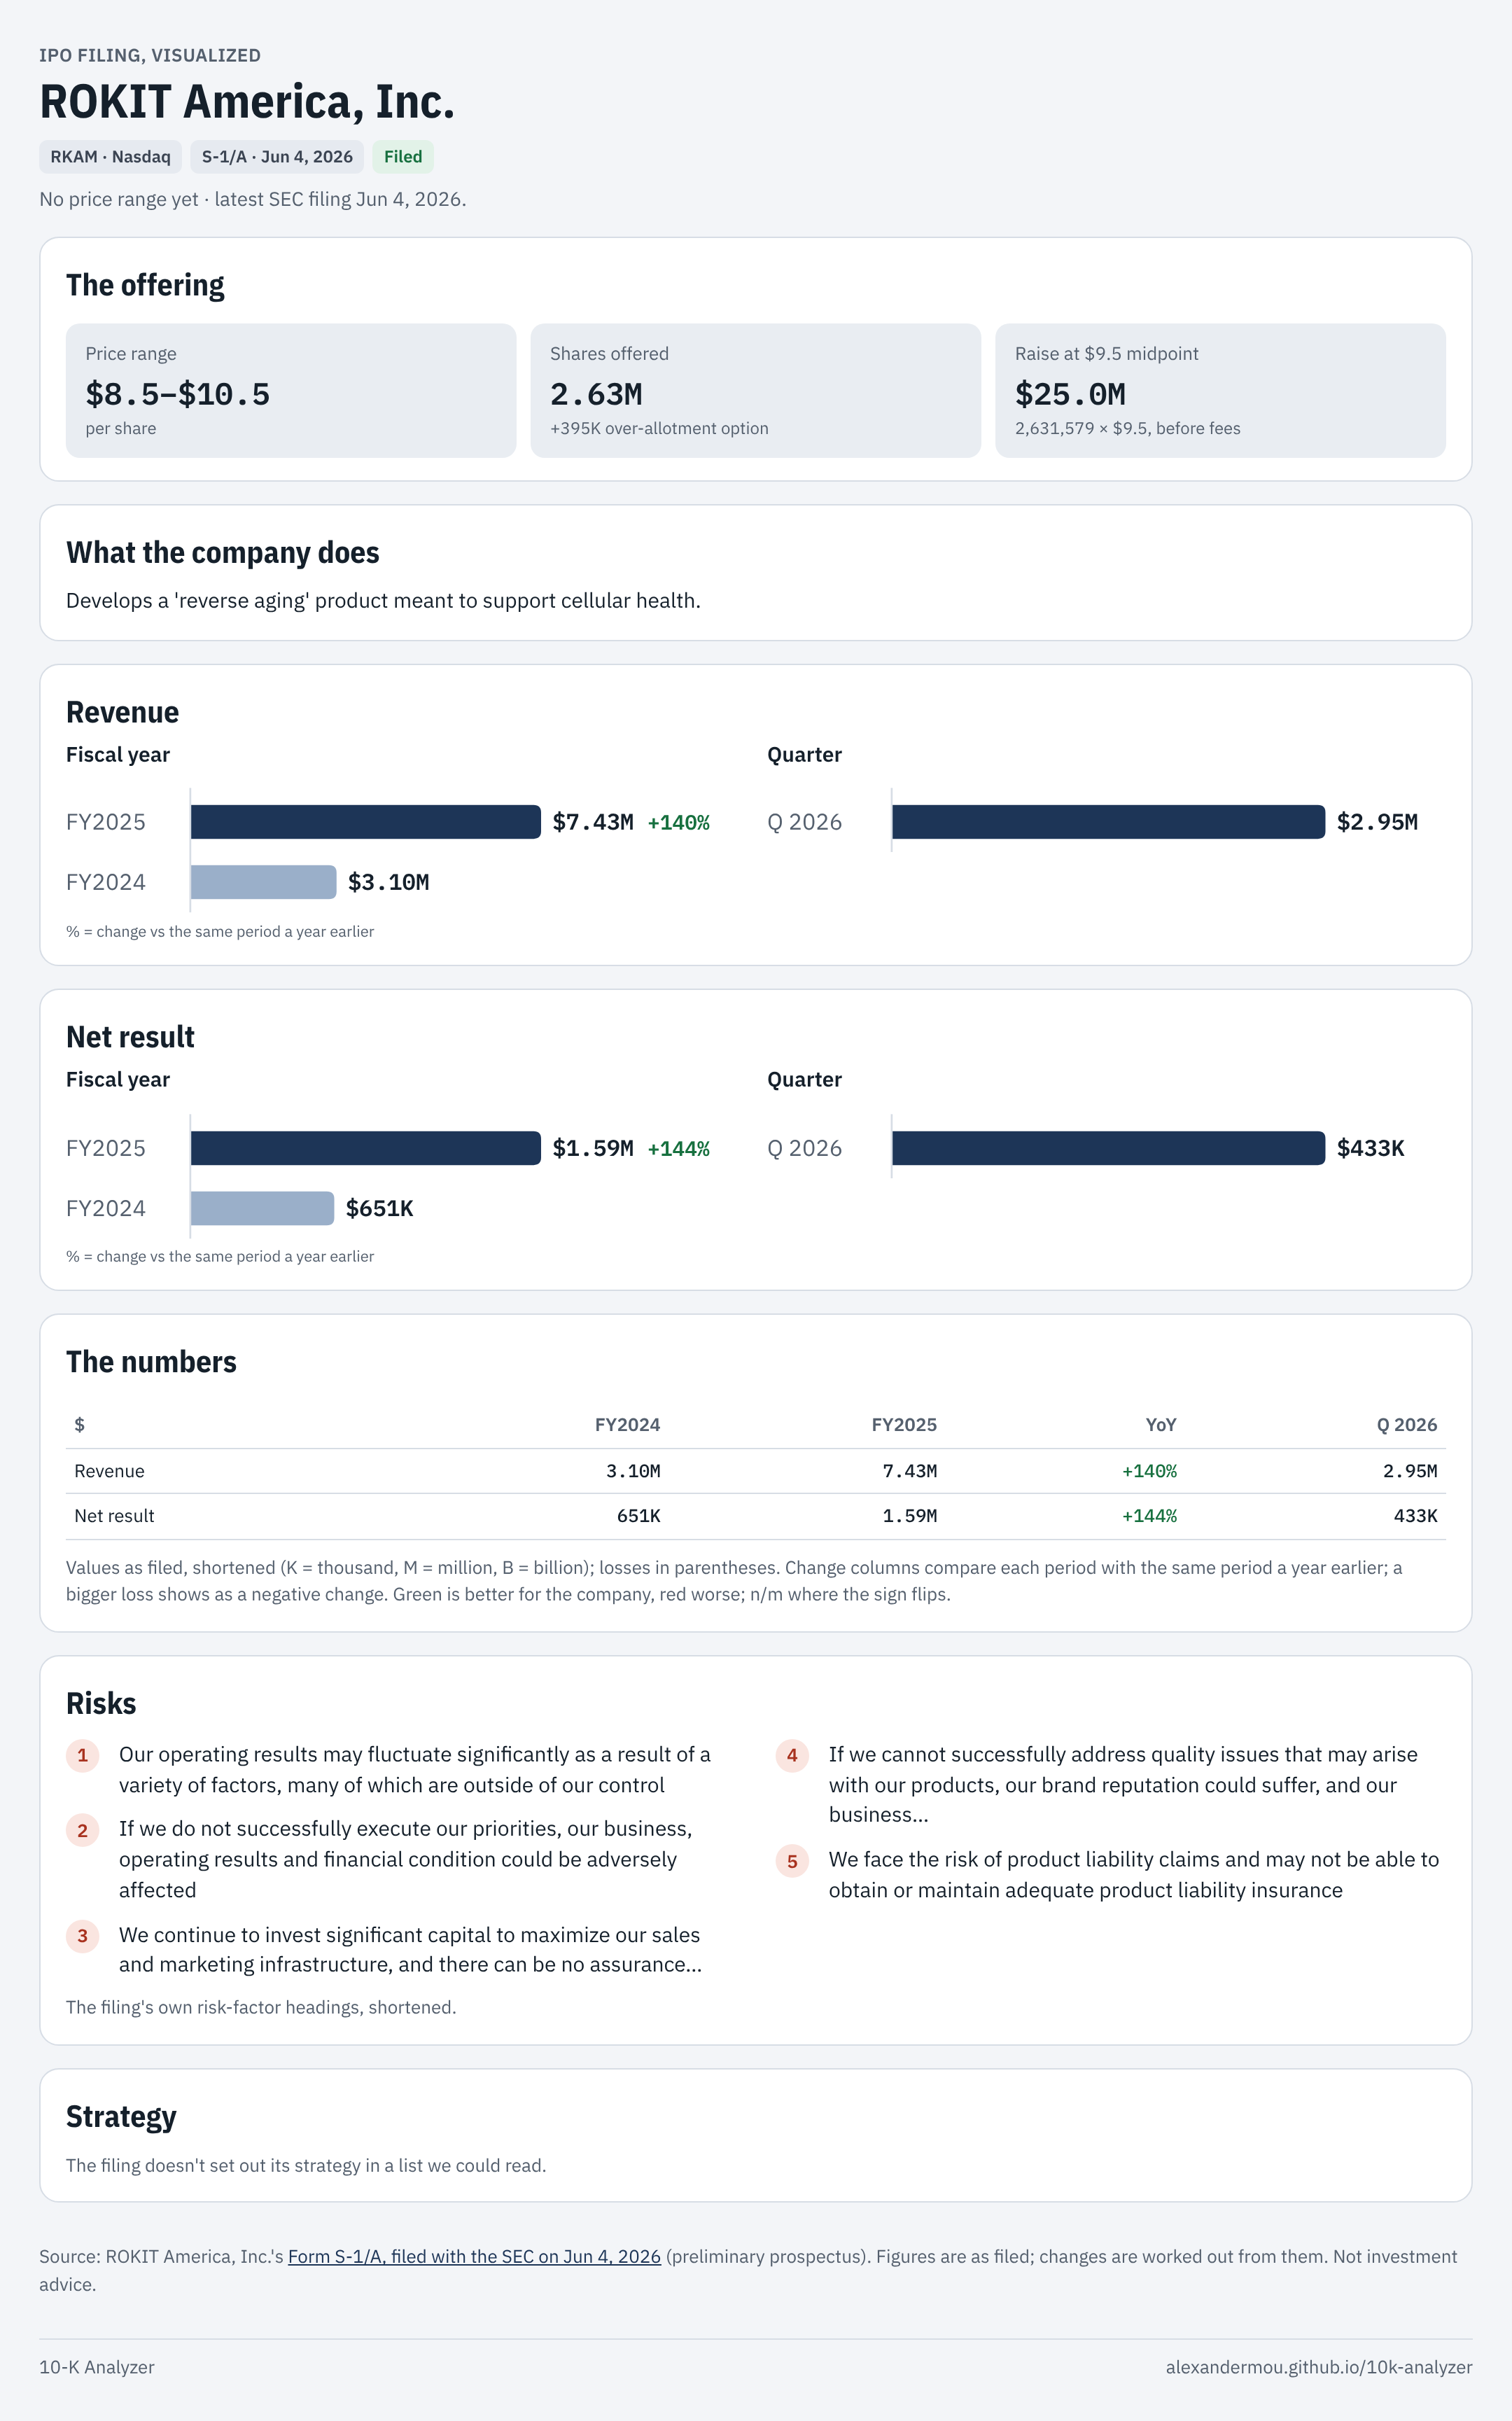 IPO FILING, VISUALIZED
ROKIT America, Inc.
RKAM · Nasdaq
S-1/A · Jun 4, 2026
Filed
No price range yet · latest SEC filing Jun 4, 2026.
The offering
Price range
$8.5–$10.5
per share
Shares offered
2.63M
+395K over-allotment option
Raise at $9.5 midpoint
$25.0M
2,631,579 × $9.5, before fees
What the company does
Develops a 'reverse aging' product meant to support cellular health.
Revenue
Fiscal year
FY2025 $7.43M +140%
FY2024 $3.10M
Quarter
Q 2026 $2.95M
% = change vs the same period a year earlier
Net result
Fiscal year
FY2025 $1.59M +144%
FY2024 $651K
Quarter
Q 2026 $433K
% = change vs the same period a year earlier
The numbers
$ FY2024 FY2025 YoY Q 2026
Revenue 3.10M 7.43M +140% 2.95M
Net result 651K 1.59M +144% 433K
Values as filed, shortened (K = thousand, M = million, B = billion); losses in parentheses. Change columns compare each period with the same period a year earlier; a
bigger loss shows as a negative change. Green is better for the company, red worse; n/m where the sign flips.
Risks
1 Our operating results may fluctuate significantly as a result of a
variety of factors, many of which are outside of our control
2 If we do not successfully execute our priorities, our business,
operating results and financial condition could be adversely
affected
3 We continue to invest significant capital to maximize our sales
and marketing infrastructure, and there can be no assurance…
4 If we cannot successfully address quality issues that may arise
with our products, our brand reputation could suffer, and our
business…
5 We face the risk of product liability claims and may not be able to
obtain or maintain adequate product liability insurance
The filing's own risk-factor headings, shortened.
Strategy
The filing doesn't set out its strategy in a list we could read.
Source: ROKIT America, Inc.'s Form S-1/A, filed with the SEC on Jun 4, 2026 (preliminary prospectus). Figures are as filed; changes are worked out from them. Not investment
advice.
10-K Analyzer
alexandermou.github.io/10k-analyzer